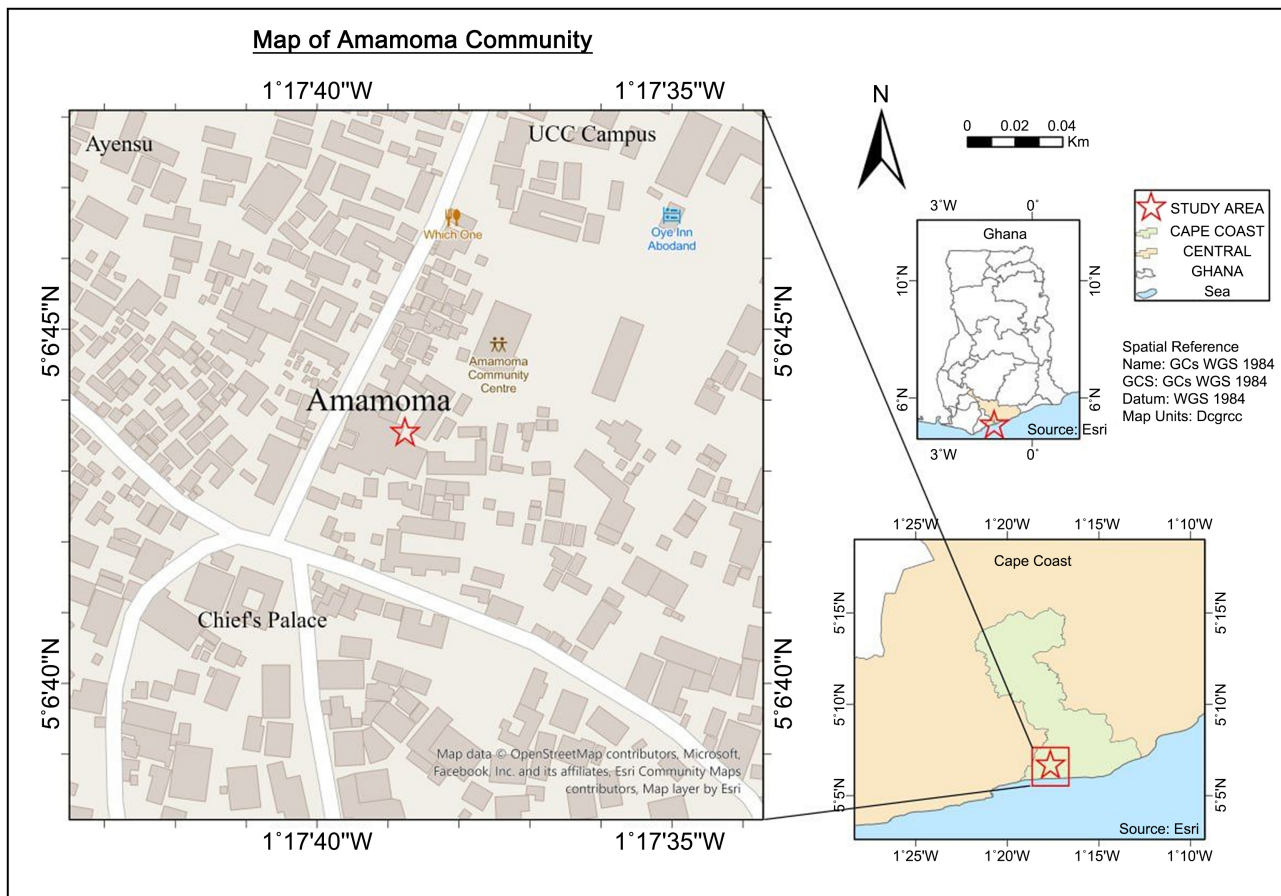 Map of Amamoma Community
1°17'40"W
1°17'35"W
5°6'45"N
5°6'40"N
Ayensu
UCC Campus
Which One
Oye Inn
Abodand
Amamoma
Community
Centre
Amamoma
Chief's Palace
Map data © OpenStreetMap contributors, Microsoft,
Facebook, Inc. and its affiliates, Esri Community Maps
contributors, Map layer by Esri
5°6'45"N
5°6'40"N
1°17'40"W
1°17'35"W
N
0 0.02 0.04
Km
3°W 0°
Ghana
10°N
6°N
10°N
6°N
Source: Esri
3°W 0°
STUDY AREA
CAPE COAST
CENTRAL
GHANA
Sea
Spatial Reference
Name: GCs WGS 1984
GCS: GCs WGS 1984
Datum: WGS 1984
Map Units: Dcgrcc
1°25'W 1°20'W 1°15'W 1°10'W
Cape Coast
5°15'N
5°10'N
5°5'N
5°15'N
5°10'N
5°5'N
Source: Esri
1°25'W 1°20'W 1°15'W 1°10'W